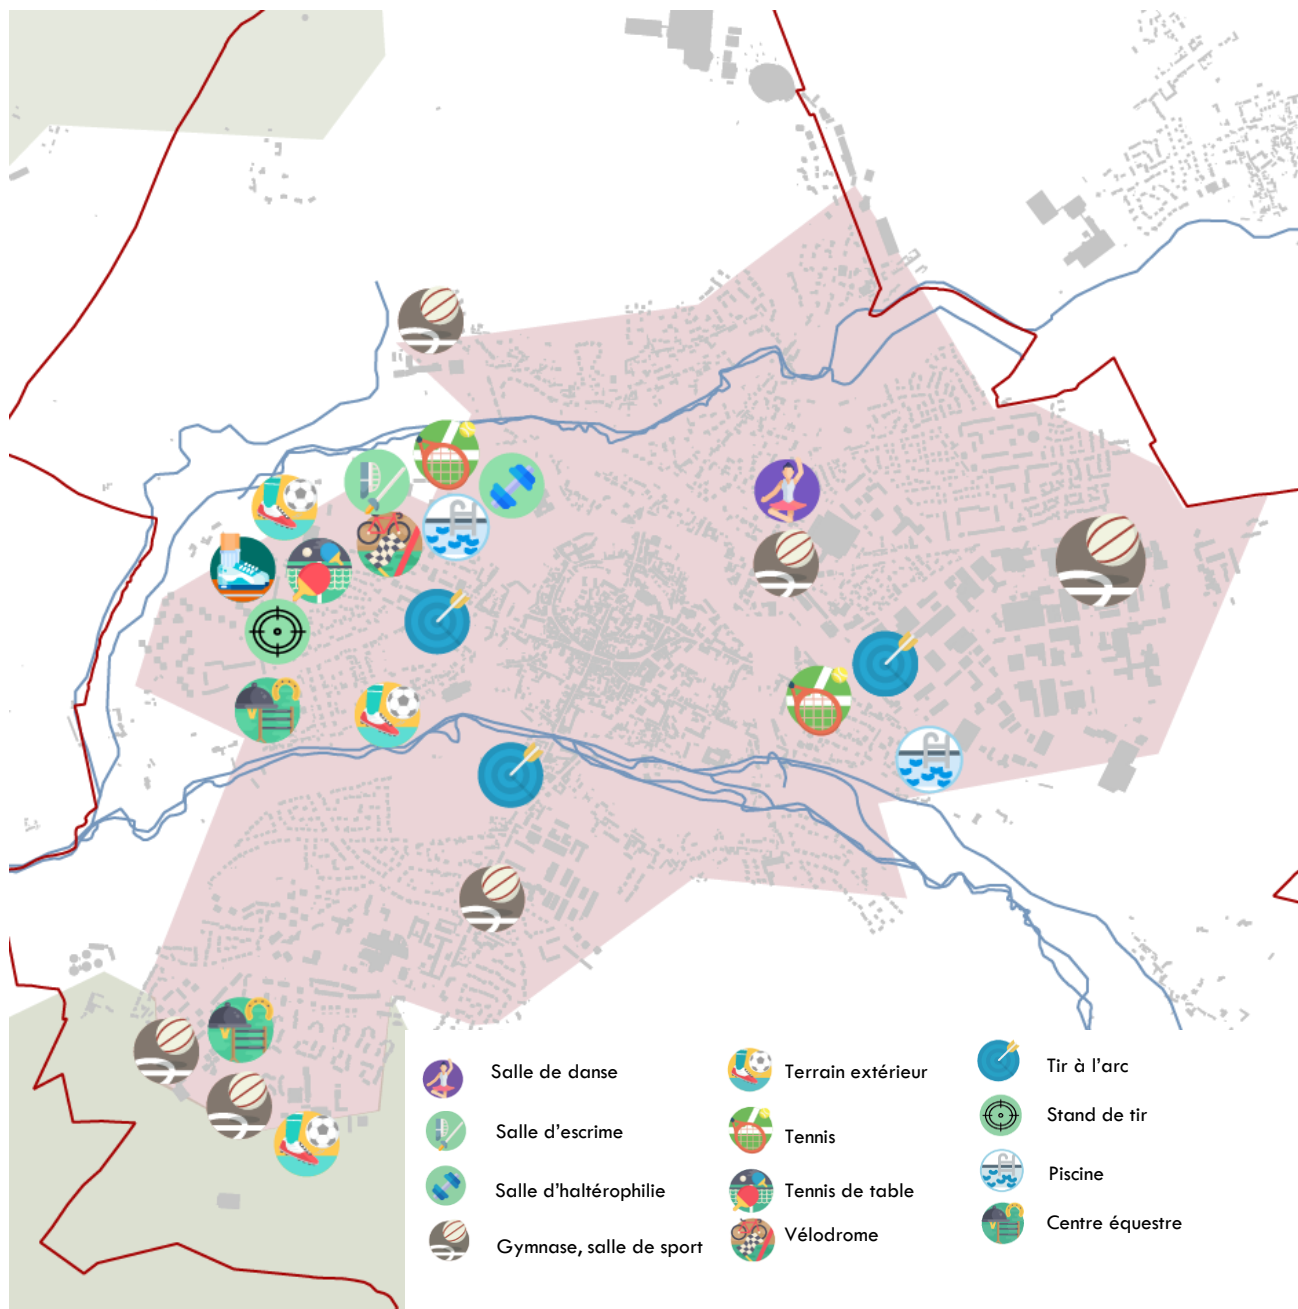 Salle de danse
Salle d'escrime
Salle d'haltérophilie
Gymnase, salle de sport
Terrain extérieur
Tennis
Tennis de table
Vélodrome
Tir à l'arc
Stand de tir
Piscine
Centre équestre